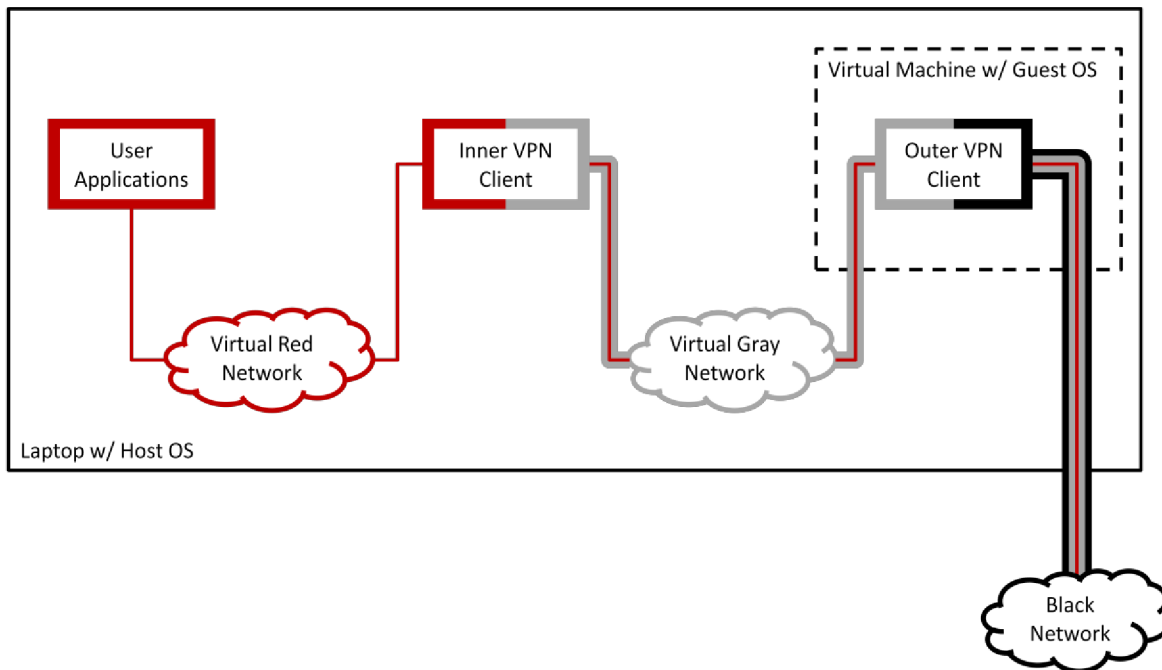 Virtual Machine w/ Guest OS
User
Applications
Inner VPN
Client
Outer VPN
Client
Virtual Red
Network
Virtual Gray
Network
Laptop w/ Host OS
Black
Network